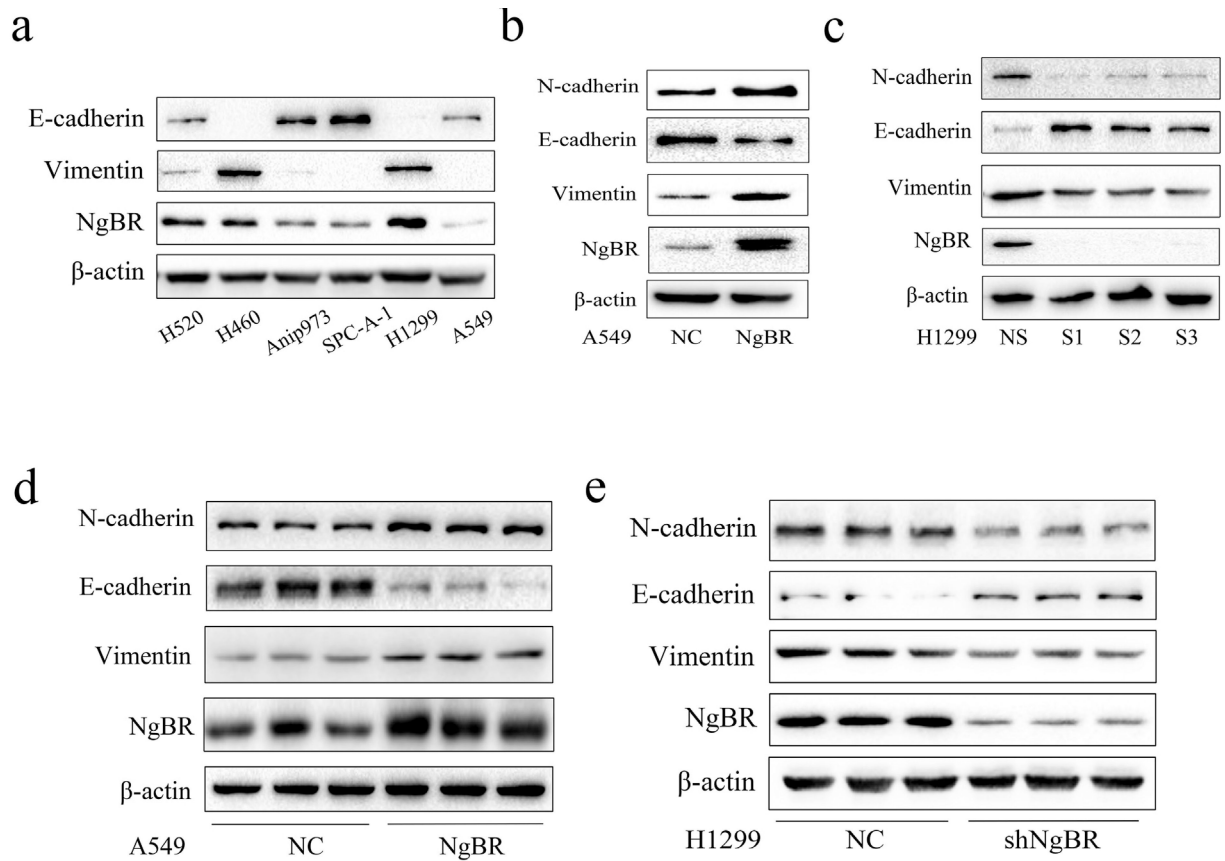 a
E-cadherin
Vimentin
NgBR
β-actin
H520 H460 Anip973 SPC-A-1 H1299 A549
b
N-cadherin
E-cadherin
Vimentin
NgBR
β-actin
A549 NC NgBR
c
N-cadherin
E-cadherin
Vimentin
NgBR
β-actin
H1299 NS S1 S2 S3
d
N-cadherin
E-cadherin
Vimentin
NgBR
β-actin
A549 NC NgBR
e
N-cadherin
E-cadherin
Vimentin
NgBR
β-actin
H1299 NC shNgBR